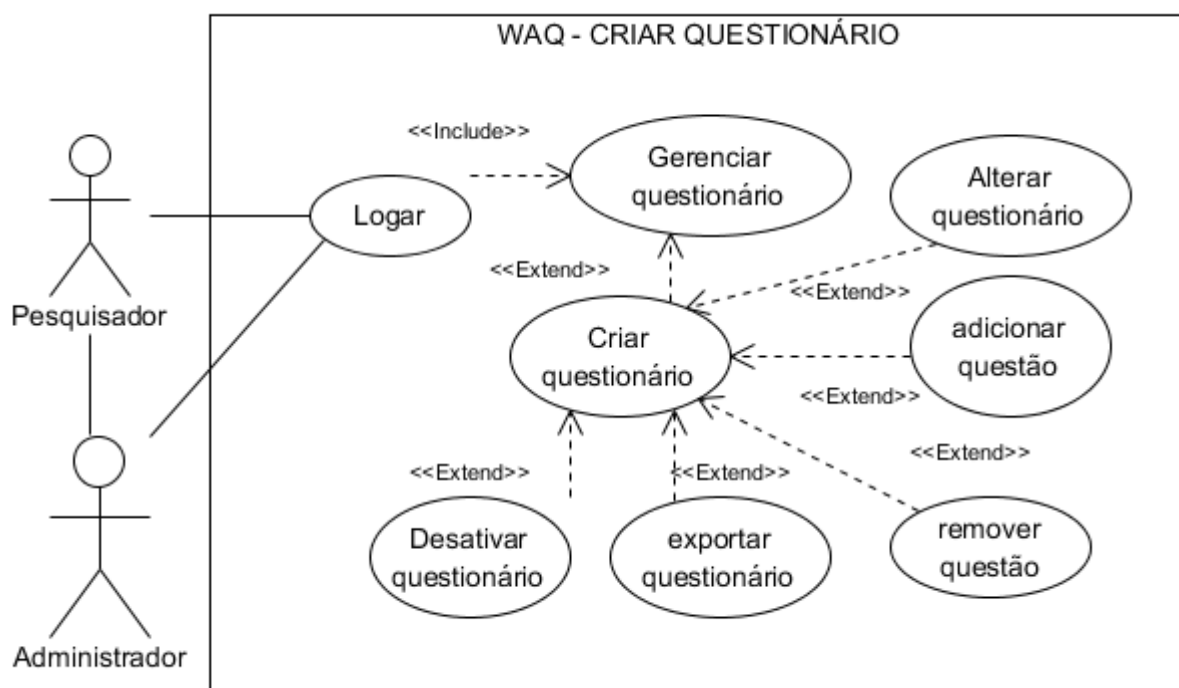 WAQ - CRIAR QUESTIONÁRIO
<<Include>>
Gerenciar
questionário
Alterar
questionário
Logar
<<Extend>>
<<Extend>>
Pesquisador
Criar
questionário
adicionar
questão
<<Extend>>
<<Extend>>
<<Extend>>
<<Extend>>
Desativar
questionário
exportar
questionário
remover
questão
Administrador